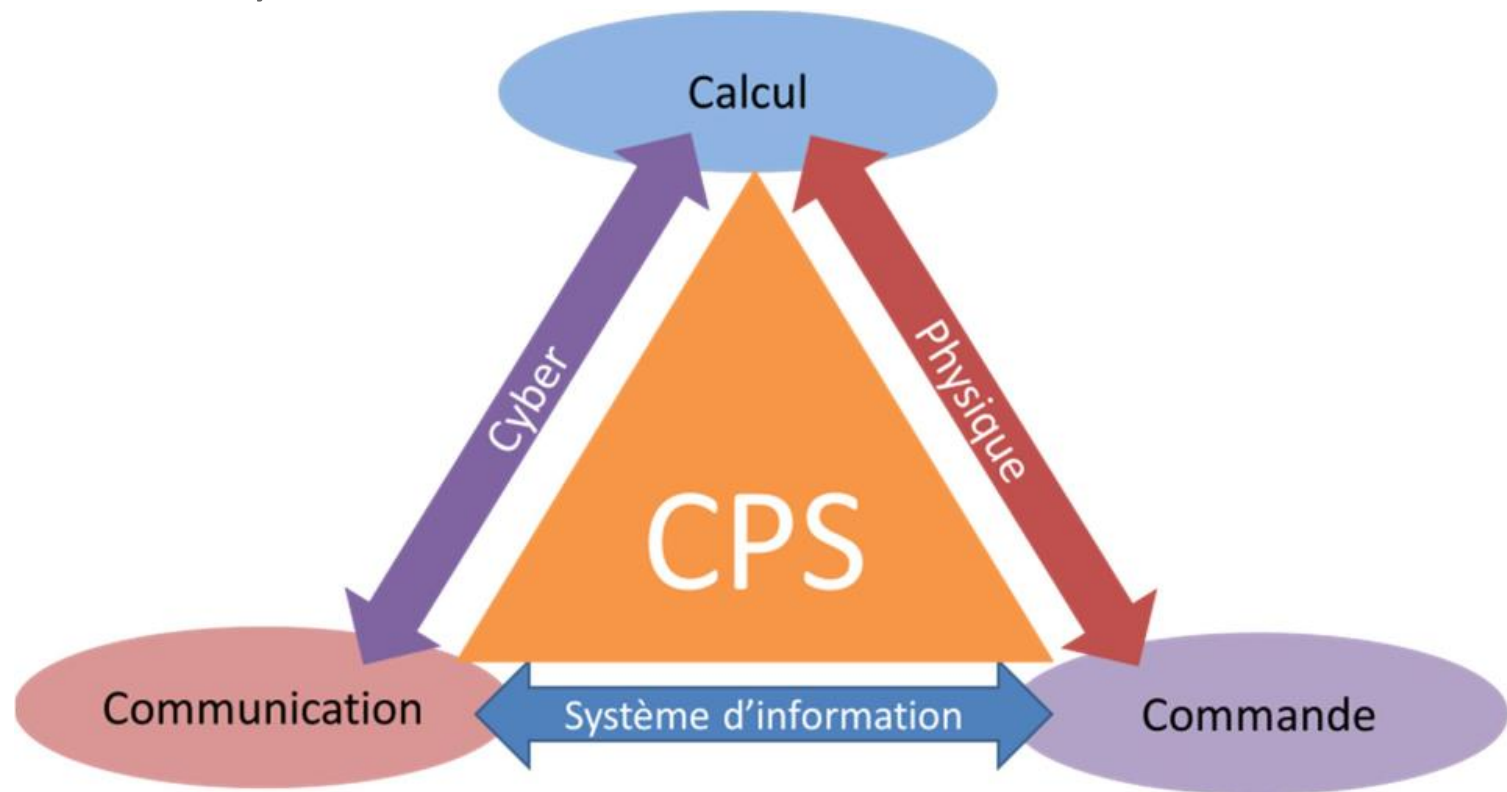 Calcul
Cyber
Physique
CPS
Communication
Système d'information
Commande